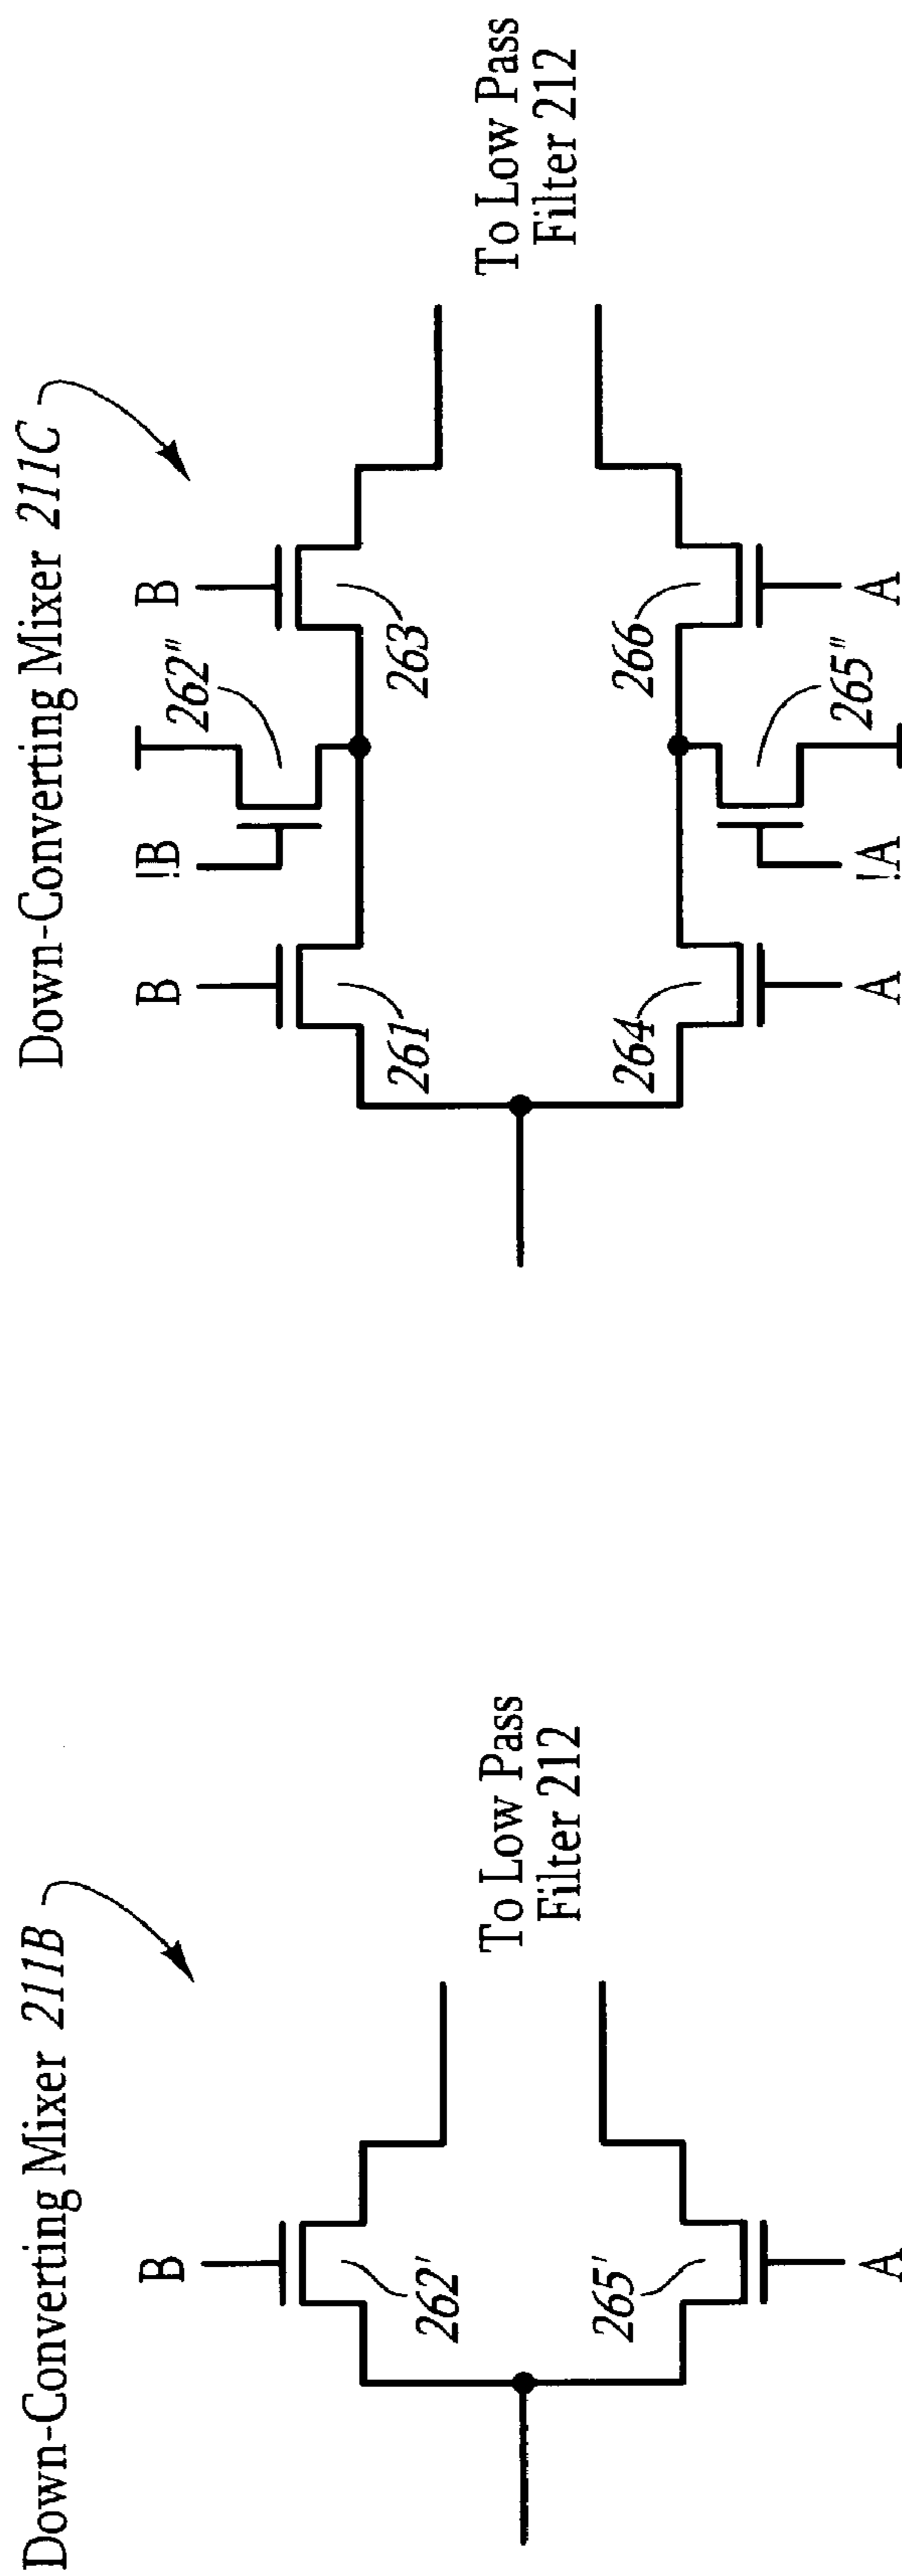 Down-Converting Mixer 211B
B
262'
265'
A
To Low Pass
Filter 212
Down-Converting Mixer 211C
B
!B
262"
B
261
263
264
266
A
!A
265"
A
To Low Pass
Filter 212